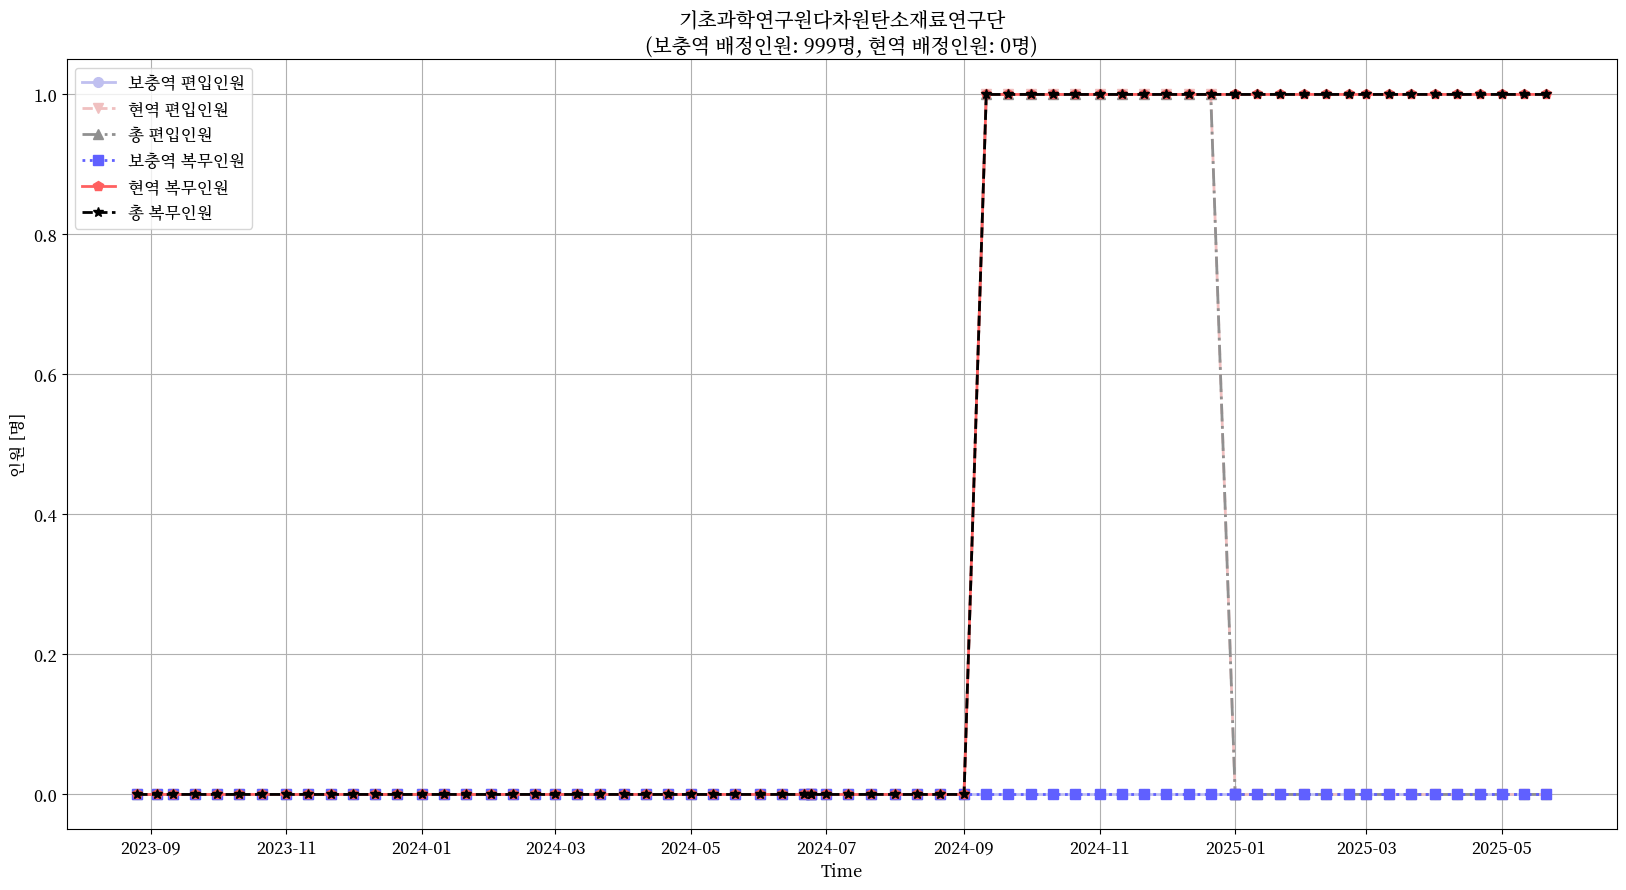 기초과학연구원다차원탄소재료연구단
(보충역 배정인원: 999명, 현역 배정인원: 0명)
보충역 편입인원
현역 편입인원
총 편입인원
보충역 복무인원
현역 복무인원
총 복무인원
1.0
0.8
0.6
0.4
0.2
0.0
인원 [명]
2023-09 2023-11 2024-01 2024-03 2024-05 2024-07 2024-09 2024-11 2025-01 2025-03 2025-05
Time